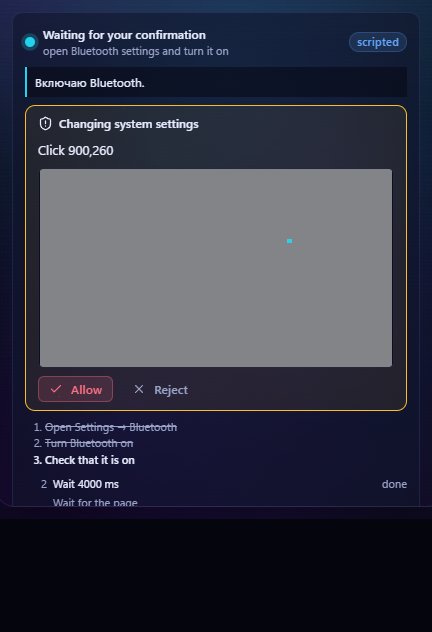 Waiting for your confirmation
open Bluetooth settings and turn it on
scripted
Включаю Bluetooth.
Changing system settings
Click 900,260
Allow
Reject
1. Open Settings → Bluetooth
2. Turn Bluetooth on
3. Check that it is on
2 Wait 4000 ms done
Wait for the page